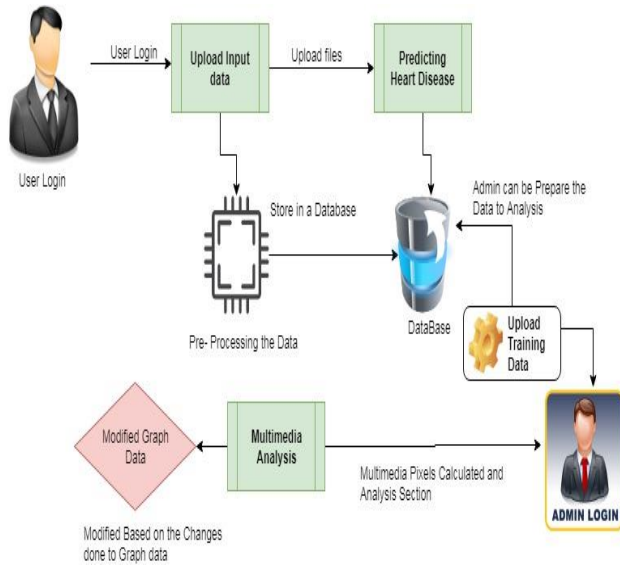 User Login
Upload Input
data
Upload files
Predicting
Heart Disease
User Login
Store in a Database
Admin can be Prepare the
Data to Analysis
Pre- Processing the Data
DataBase
Upload
Training
Data
Modified Graph
Data
Multimedia
Analysis
Multimedia Pixels Calculated and
Analysis Section
ADMIN LOGIN
Modified Based on the Changes
done to Graph data